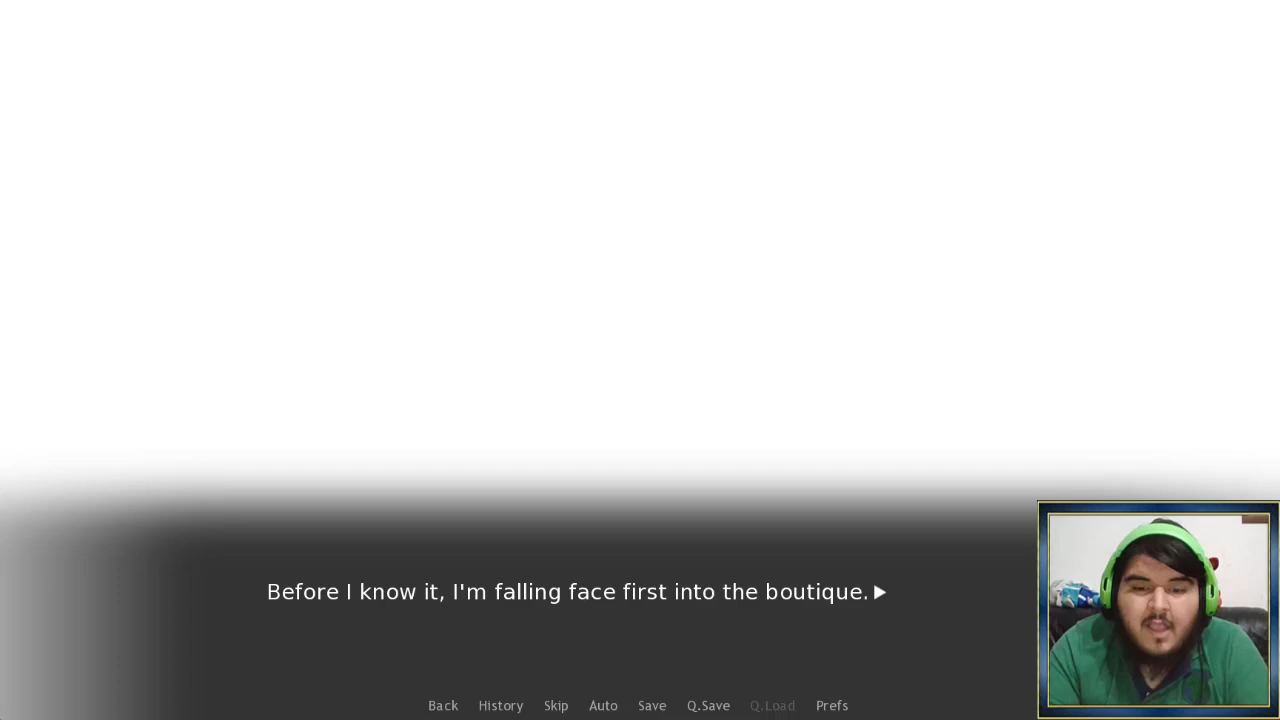 Before I know it, I'm falling face first into the boutique.
Back History Skip Auto Save Q.Save Q.Load Prefs